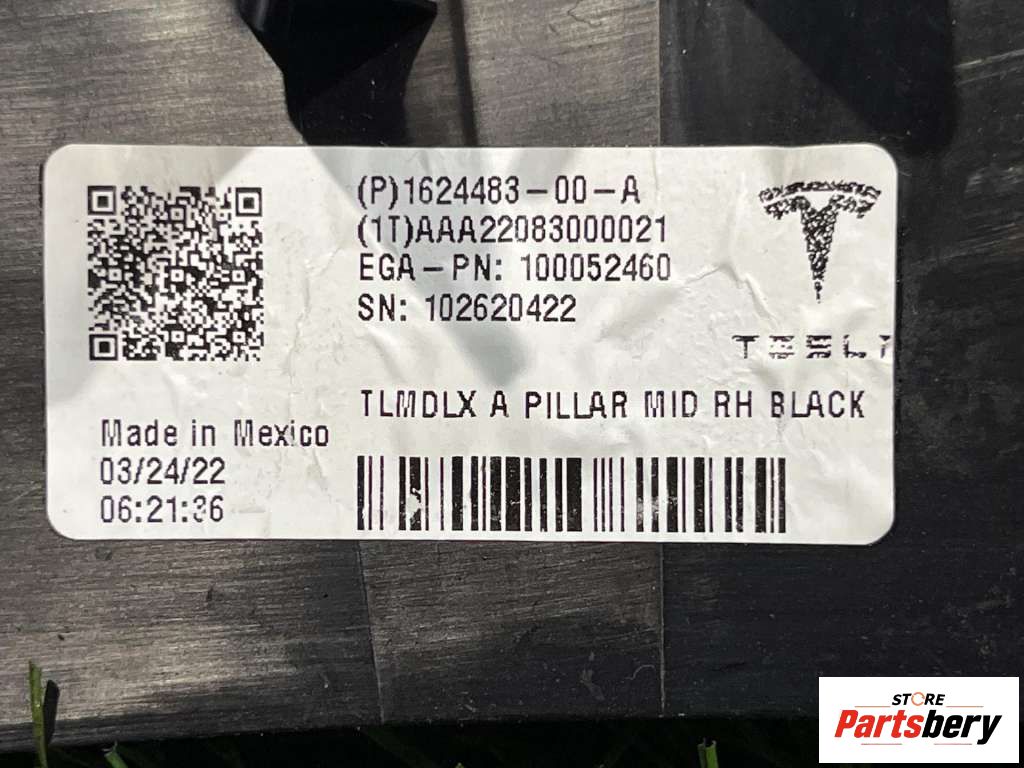 (P)1624483-00-A
(1T)AAA22083000021
EGA-PN: 100052460
SN: 102620422
TESLA
TLMDLX A PILLAR MID RH BLACK
Made in Mexico
03/24/22
06:21:36
STORE
Partsbery